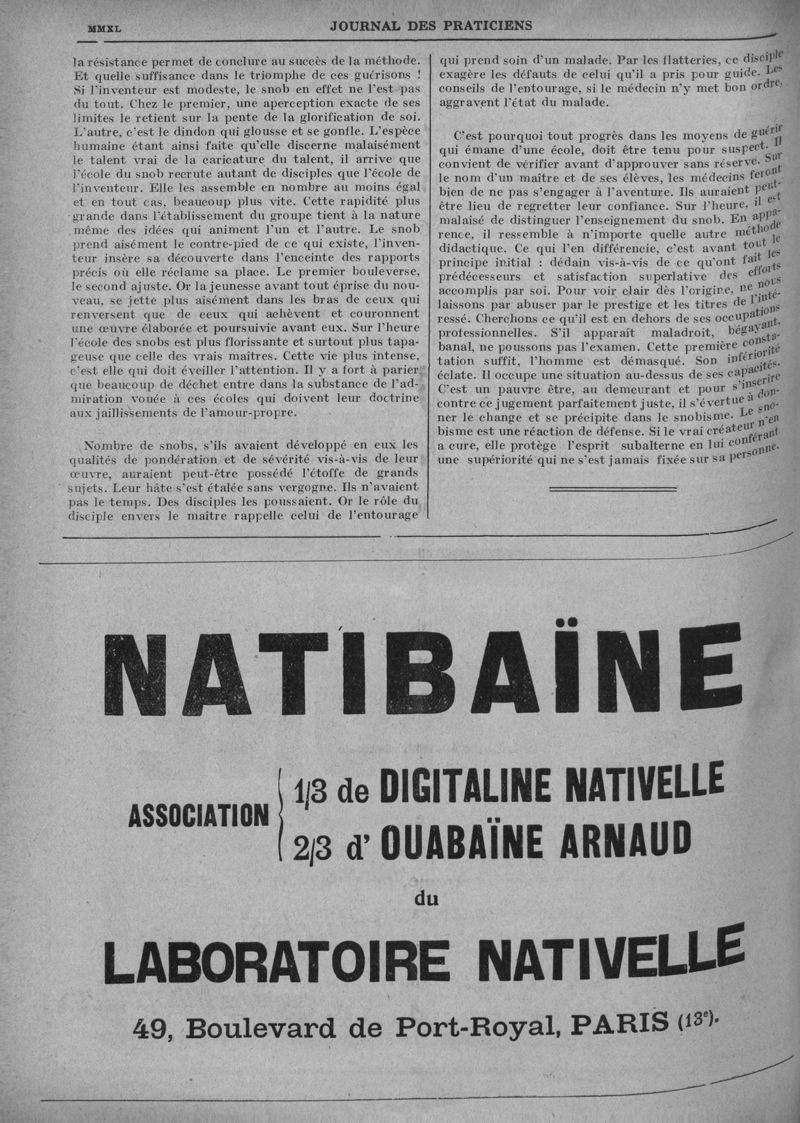 MMXL
JOURNAL DES PRATICIENS
la résistance permet de conclure au succès de la méthode.
Et quelle suffisance dans le triomphe de ces guérisons !
Si l'inventeur est modeste, le snob en effet ne l'est pas
du tout. Chez le premier, une aperception exacte de ses
limites le retient sur la pente de la glorification de soi.
L'autre, c'est le dindon qui glousse et se gonfle. L'espèce
humaine étant ainsi faite qu'elle discerne malaisément
le talent vrai de la caricature du talent, il arrive que
l'école du snob recrute autant de disciples que l'école de
l'inventeur. Elle les assemble en nombre au moins égal
et en tout cas, beaucoup plus vite. Cette rapidité plus
grande dans l'établissement du groupe tient à la nature
même des idées qui animent l'un et l'autre. Le snob
prend aisément le contre-pied de ce qui existe, l'inven-
teur insère sa découverte dans l'enceinte des rapports
précis où elle réclame sa place. Le premier bouleverse,
le second ajuste. Or la jeunesse avant tout éprise du nou-
veau, se jette plus aisément dans les bras de ceux qui
renversent que de ceux qui achèvent et couronnent
une œuvre élaborée et poursuivie avant eux. Sur l'heure
l'école des snobs est plus florissante et surtout plus tapa-
geuse que celle des vrais maîtres. Cette vie plus intense,
c'est elle qui doit éveiller l'attention. Il y a fort à parier
que beaucoup de déchet entre dans la substance de l'ad-
miration vouée à ces écoles qui doivent leur doctrine
aux jaillissements de l'amour-propre.
Nombre de snobs, s'ils avaient développé en eux les
qualités de pondération et de sévérité vis-à-vis de leur
œuvre, auraient peut-être possédé l'étoffe de grands
sujets. Leur hâte s'est étalée sans vergogne. Ils n'avaient
pas le temps. Des disciples les poussaient. Or le rôle du
disciple envers le maître rappelle celui de l'entourage
qui prend soin d'un malade. Par les flatteries, ce disciple
exagère les défauts de celui qu'il a pris pour guide. Les
conseils de l'entourage, si le médecin n'y met bon ordre,
aggravent l'état du malade.
C'est pourquoi tout progrès dans les moyens de guérir
qui émane d'une école, doit être tenu pour suspect. Il
convient de vérifier avant d'approuver sans réserve. Sur
le nom d'un maître et de ses élèves, les médecins feront
bien de ne pas s'engager à l'aventure. Ils auraient peut-
être lieu de regretter leur confiance. Sur l'heure, il est
malaisé de distinguer l'enseignement du snob. En appa-
rence, il ressemble à n'importe quelle autre méthode
didactique. Ce qui l'en différencie, c'est avant tout le
principe initial : dédain vis-à-vis de ce qu'ont fait les
prédécesseurs et satisfaction superlative des efforts
accomplis par soi. Pour voir clair dès l'origine, ne nous
laissons par abuser par le prestige et les titres de l'inté-
ressé. Cherchons ce qu'il est en dehors de ses occupations
professionnelles. S'il apparaît maladroit, bégayant,
banal, ne poussons pas l'examen. Cette première consta-
tation suffit, l'homme est démasqué. Son infériorité
éclate. Il occupe une situation au-dessus de ses capacités.
C'est un pauvre être, au demeurant et pour s'inscrire
contre ce jugement parfaitement juste, il s'évertue à don-
ner le change et se précipite dans le snobisme. Le sno-
bisme est une réaction de défense. Si le vrai créateur n'en
a cure, elle protège l'esprit subalterne en lui conférant
une supériorité qui ne s'est jamais fixée sur sa personne.
NATIBAÏNE
ASSOCIATION
1/3 de DIGITALINE NATIVELLE
2/3 d' OUABAÏNE ARNAUD
du
LABORATOIRE NATIVELLE
49, Boulevard de Port-Royal, PARIS (13e).